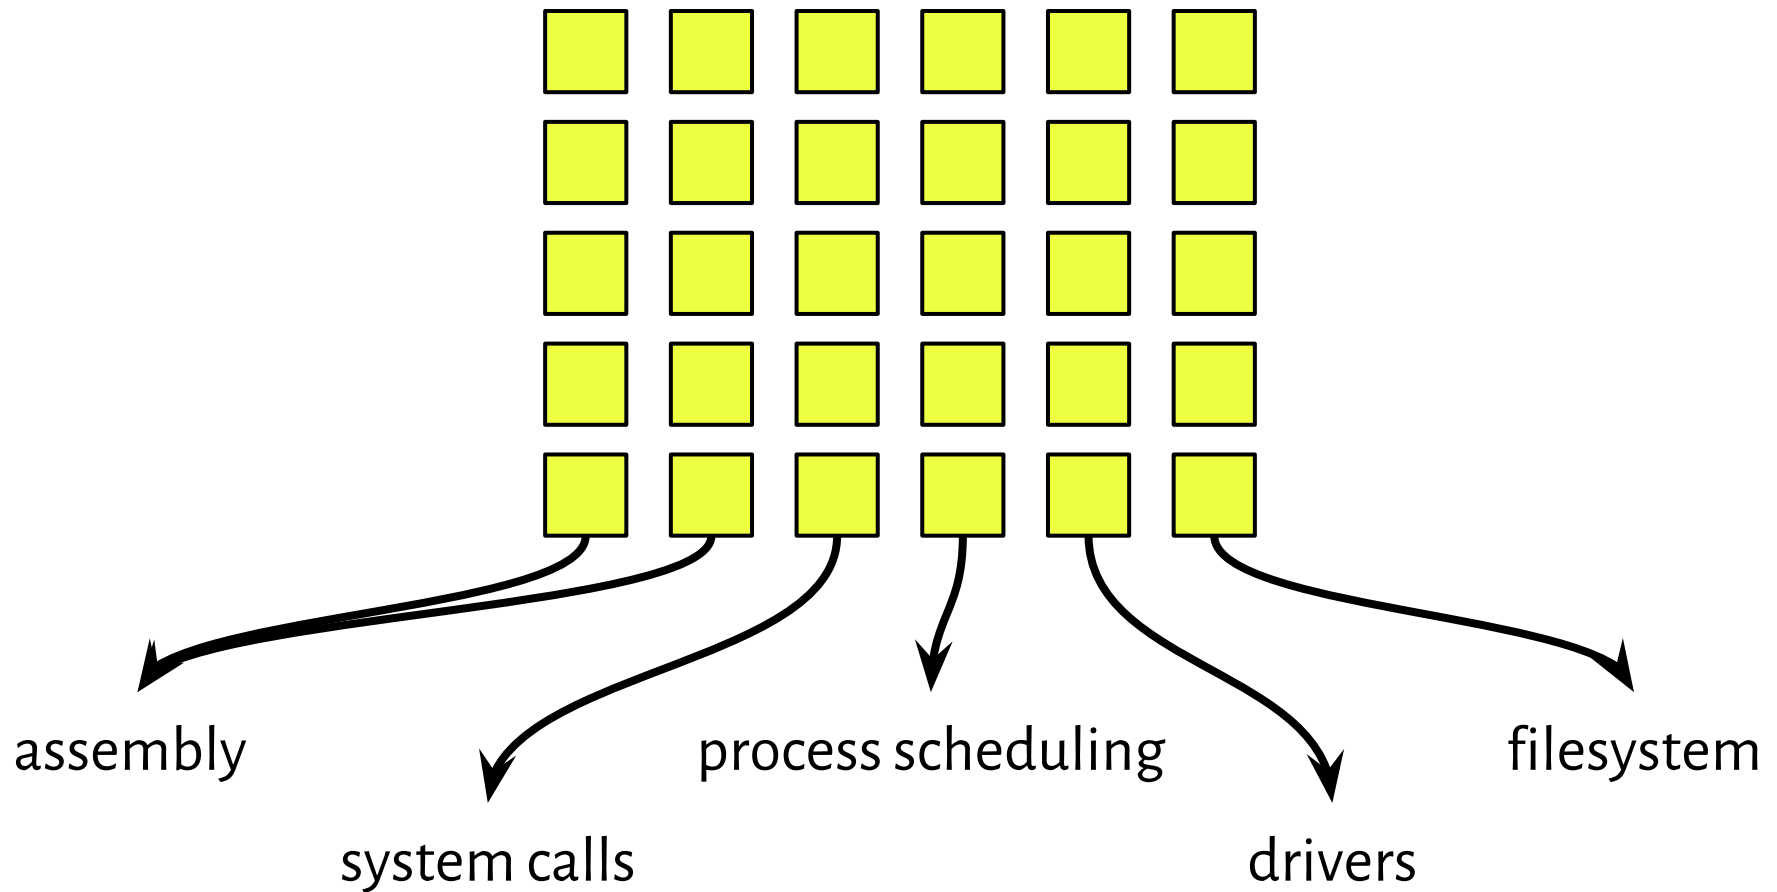 assembly
process scheduling
filesystem
system calls
drivers